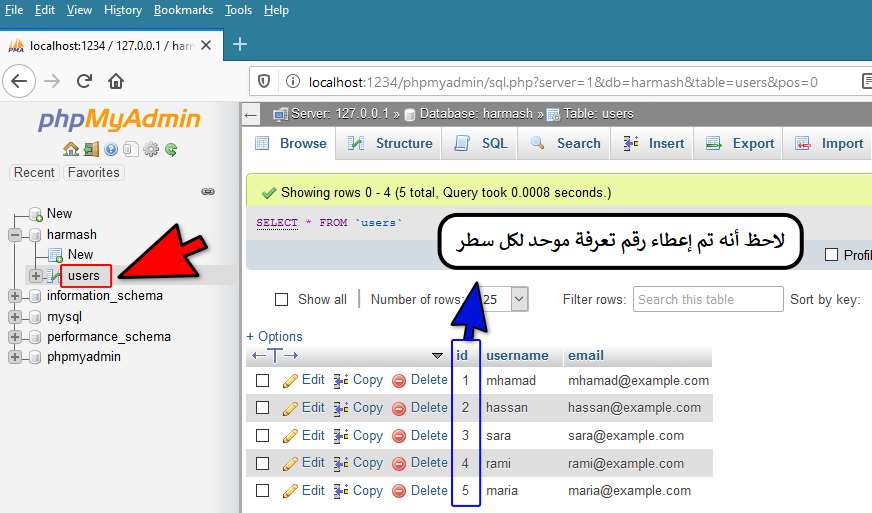 File Edit View History Bookmarks Tools Help
PMA localhost:1234 / 127.0.0.1 / harm
localhost:1234/phpmyadmin/sql.php?server=1&db=harmash&table=users&pos=0
phpMyAdmin
Recent Favorites
New
harmash
New
users
information_schema
mysql
performance_schema
phpmyadmin
Server: 127.0.0.1 » Database: harmash » Table: users
Browse Structure SQL Search Insert Export Import
Showing rows 0 - 4 (5 total, Query took 0.0008 seconds.)
SELECT * FROM `users`
لاحظ أنه تم إعطاء رقم تعرفة موحد لكل سطر
Profil
Show all Number of rows: 25 Filter rows: Search this table Sort by key:
+ Options
id username email
Edit Copy Delete 1 mhamad mhamad@example.com
Edit Copy Delete 2 hassan hassan@example.com
Edit Copy Delete 3 sara sara@example.com
Edit Copy Delete 4 rami rami@example.com
Edit Copy Delete 5 maria maria@example.com